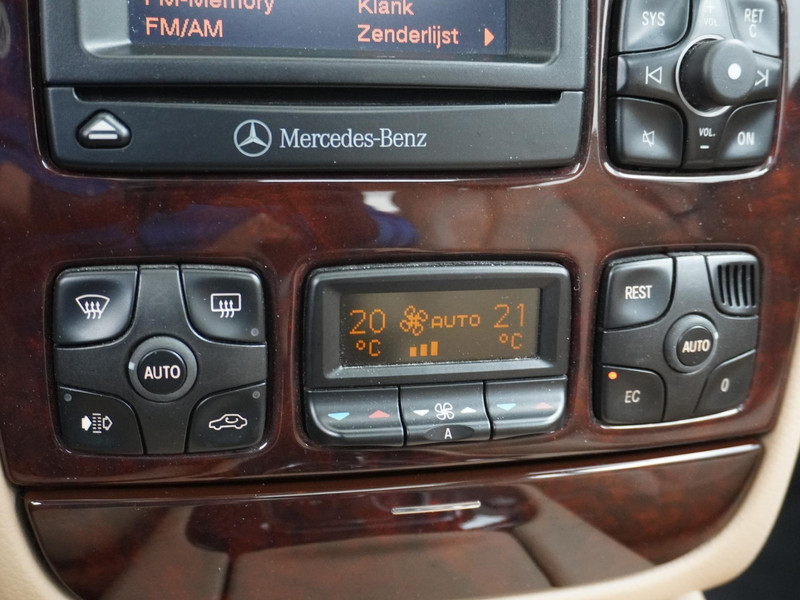 FM-Memory Klank
FM/AM Zenderlijst
Mercedes-Benz
SYS + VOL. RET C
VOL. - ON
20 °C AUTO 21 °C
AUTO
A
REST
AUTO
EC 0